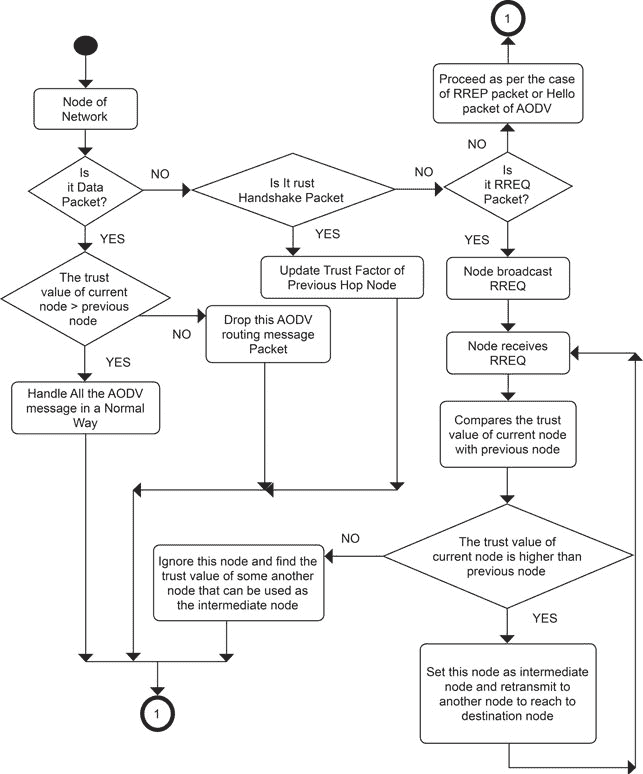 1
Proceed as per the case
of RREP packet or Hello
packet of AODV
Node of
Network
NO
Is
it Data
Packet?
NO
Is It rust
Handshake Packet
NO
Is
it RREQ
Packet?
YES
YES
YES
The trust
value of current
node > previous
node
Update Trust Factor of
Previous Hop Node
Node broadcast
RREQ
NO
Drop this AODV
routing message
Packet
Node receives
RREQ
YES
Handle All the AODV
message in a Normal
Way
Compares the trust
value of current node
with previous node
The trust value of
current node is higher than
previous node
NO
Ignore this node and find the
trust value of some another
node that can be used as
the intermediate node
YES
Set this node as intermediate
node and retransmit to
another node to reach to
destination node
1